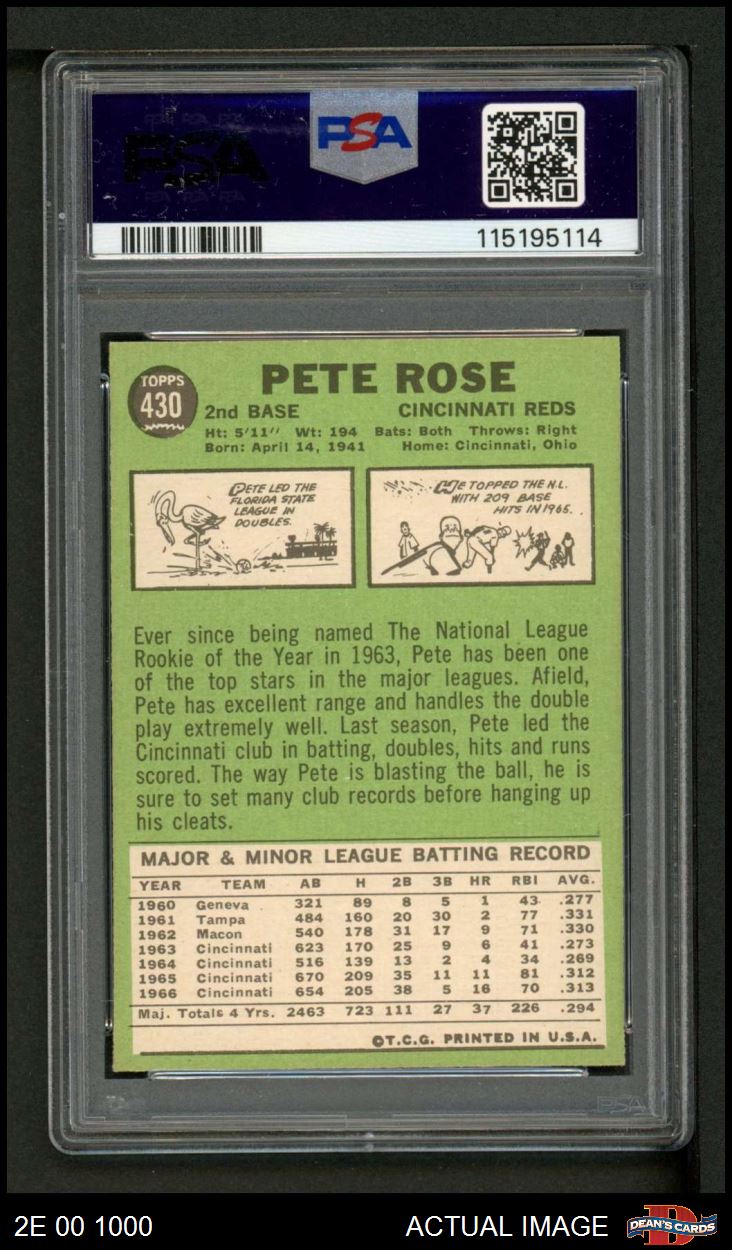 PSA
PSA
115195114
TOPPS
430
PETE ROSE
2nd BASE CINCINNATI REDS
Ht: 5'11" Wt: 194 Bats: Both Throws: Right
Born: April 14, 1941 Home: Cincinnati, Ohio
PETE LED THE
FLORIDA STATE
LEAGUE IN
DOUBLES.
HE TOPPED THE N.L.
WITH 209 BASE
HITS IN 1965.
Ever since being named The National League
Rookie of the Year in 1963, Pete has been one
of the top stars in the major leagues. Afield,
Pete has excellent range and handles the double
play extremely well. Last season, Pete led the
Cincinnati club in batting, doubles, hits and runs
scored. The way Pete is blasting the ball, he is
sure to set many club records before hanging up
his cleats.
MAJOR & MINOR LEAGUE BATTING RECORD
YEAR TEAM AB H 2B 3B HR RBI AVG.
1960 Geneva 321 89 8 5 1 43 .277
1961 Tampa 484 160 20 30 2 77 .331
1962 Macon 540 178 31 17 9 71 .330
1963 Cincinnati 623 170 25 9 6 41 .273
1964 Cincinnati 516 139 13 2 4 34 .269
1965 Cincinnati 670 209 35 11 11 81 .312
1966 Cincinnati 654 205 38 5 16 70 .313
Maj. Totals 4 Yrs. 2463 723 111 27 37 226 .294
©T.C.G. PRINTED IN U.S.A.
PSA
2E 00 1000 ACTUAL IMAGE DEAN'S CARDS